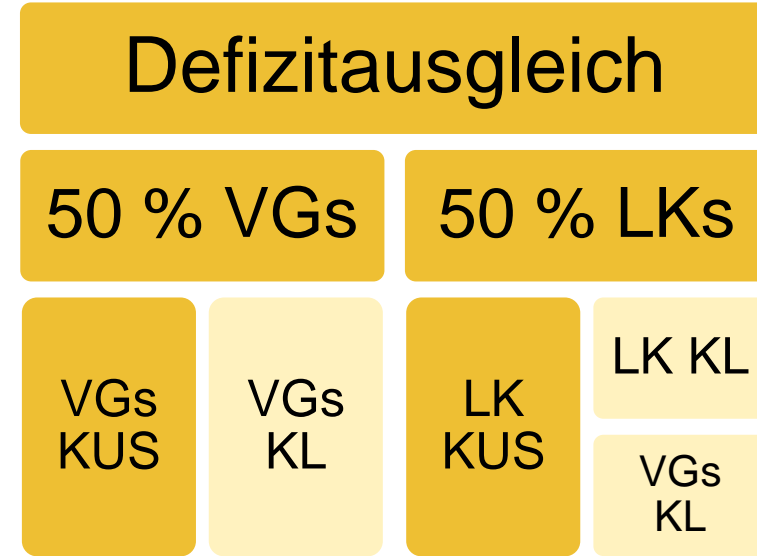 Defizitausgleich
50 % VGs
50 % LKs
VGs
KUS
VGs
KL
LK
KUS
LK KL
VGs
KL